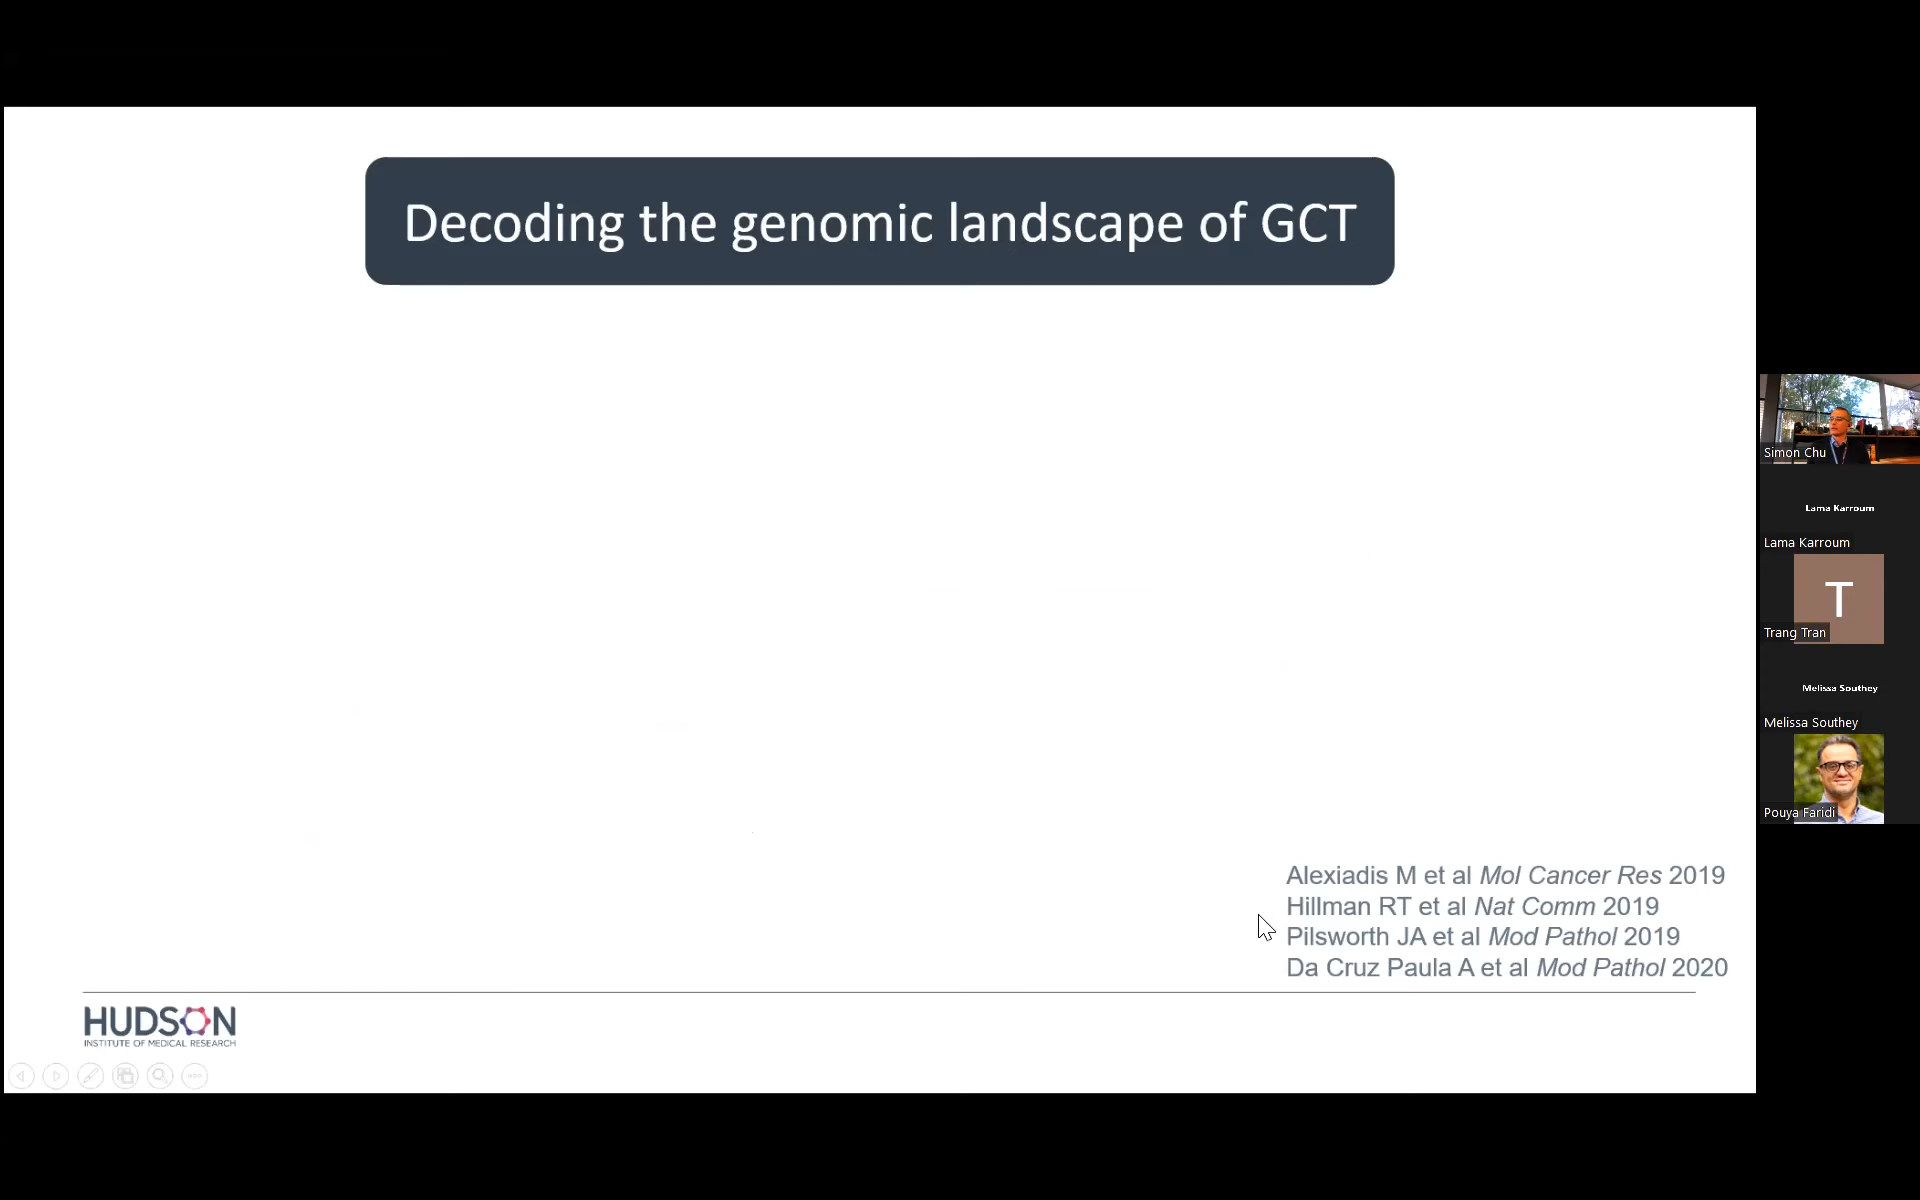 Decoding the genomic landscape of GCT
Alexiadis M et al Mol Cancer Res 2019
Hillman RT et al Nat Comm 2019
Pilsworth JA et al Mod Pathol 2019
Da Cruz Paula A et al Mod Pathol 2020
HUDSON
INSTITUTE OF MEDICAL RESEARCH
Simon Chu
Lama Karroum
Lama Karroum
T
Trang Tran
Melissa Southey
Melissa Southey
Pouya Faridi